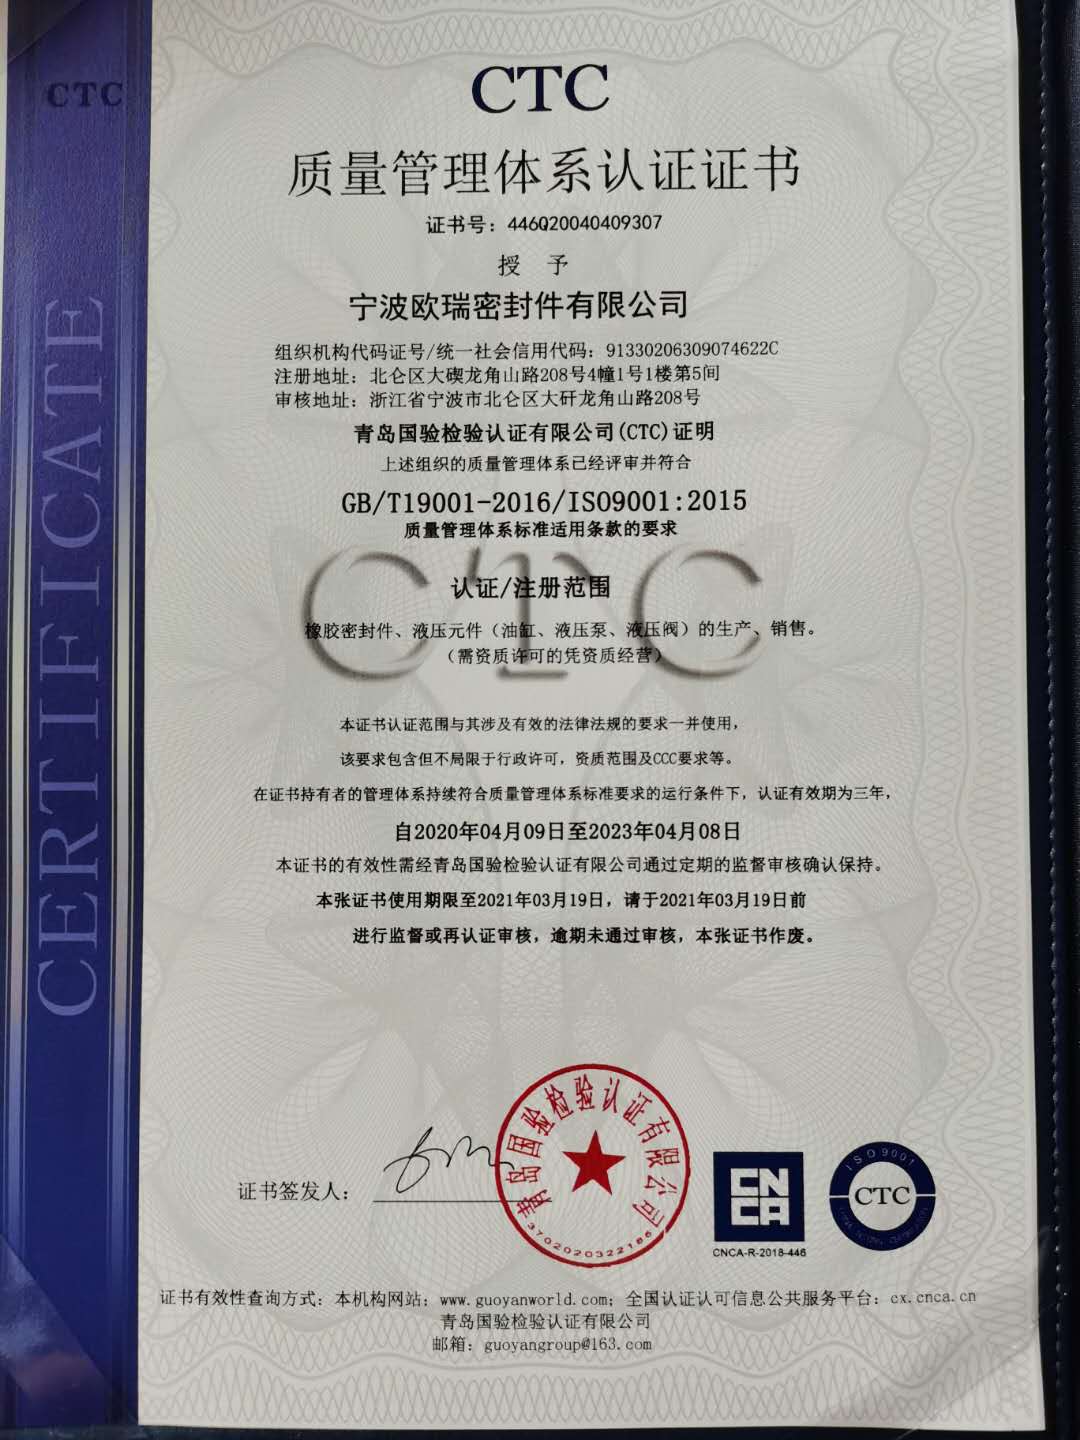 CTC
CERTIFICATE
CTC
质量管理体系认证证书
证书号：446Q20040409307
授 予
宁波欧瑞密封件有限公司
组织机构代码证号/统一社会信用代码：91330206309074622C
注册地址：北仑区大碶龙角山路208号4幢1号1楼第5间
审核地址：浙江省宁波市北仑区大矸龙角山路208号
青岛国验检验认证有限公司(CTC)证明
上述组织的质量管理体系已经评审并符合
GB/T19001-2016/ISO9001:2015
质量管理体系标准适用条款的要求
CTC
认证/注册范围
橡胶密封件、液压元件（油缸、液压泵、液压阀）的生产、销售。
（需资质许可的凭资质经营）
本证书认证范围与其涉及有效的法律法规的要求一并使用，
该要求包含但不局限于行政许可，资质范围及CCC要求等。
在证书持有者的管理体系持续符合质量管理体系标准要求的运行条件下，认证有效期为三年，
自2020年04月09日至2023年04月08日
本证书的有效性需经青岛国验检验认证有限公司通过定期的监督审核确认保持。
本张证书使用期限至2021年03月19日，请于2021年03月19日前
进行监督或再认证审核，逾期未通过审核，本张证书作废。
证书签发人：
青岛国验检验认证有限公司
3702020322186
CNCA
CNCA-R-2018-446
ISO 9001
CTC
证书有效性查询方式：本机构网站：www.guoyanworld.com；全国认证认可信息公共服务平台：cx.cnca.cn
青岛国验检验认证有限公司
邮箱：guoyangroup@163.com